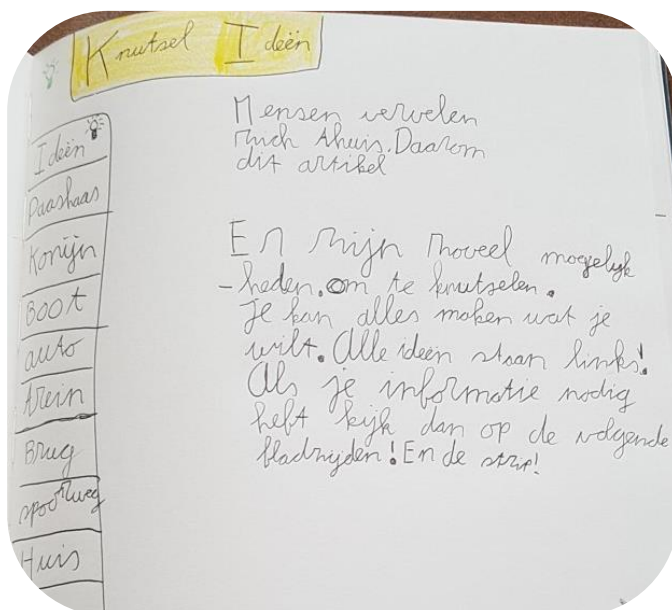 Knutsel Ideën
Ideën
Paashaas
Konijn
Boot
auto
trein
Brug
spoorweg
Huis
Mensen vervelen
zich thuis. Daarom
dit artikel
Er zijn zoveel mogelijk
-heden. om te knutselen.
Je kan alles maken wat je
wilt. Alle ideën staan links!
Als je informatie nodig
heft kijk dan op de volgende
bladzijden! En de strip!